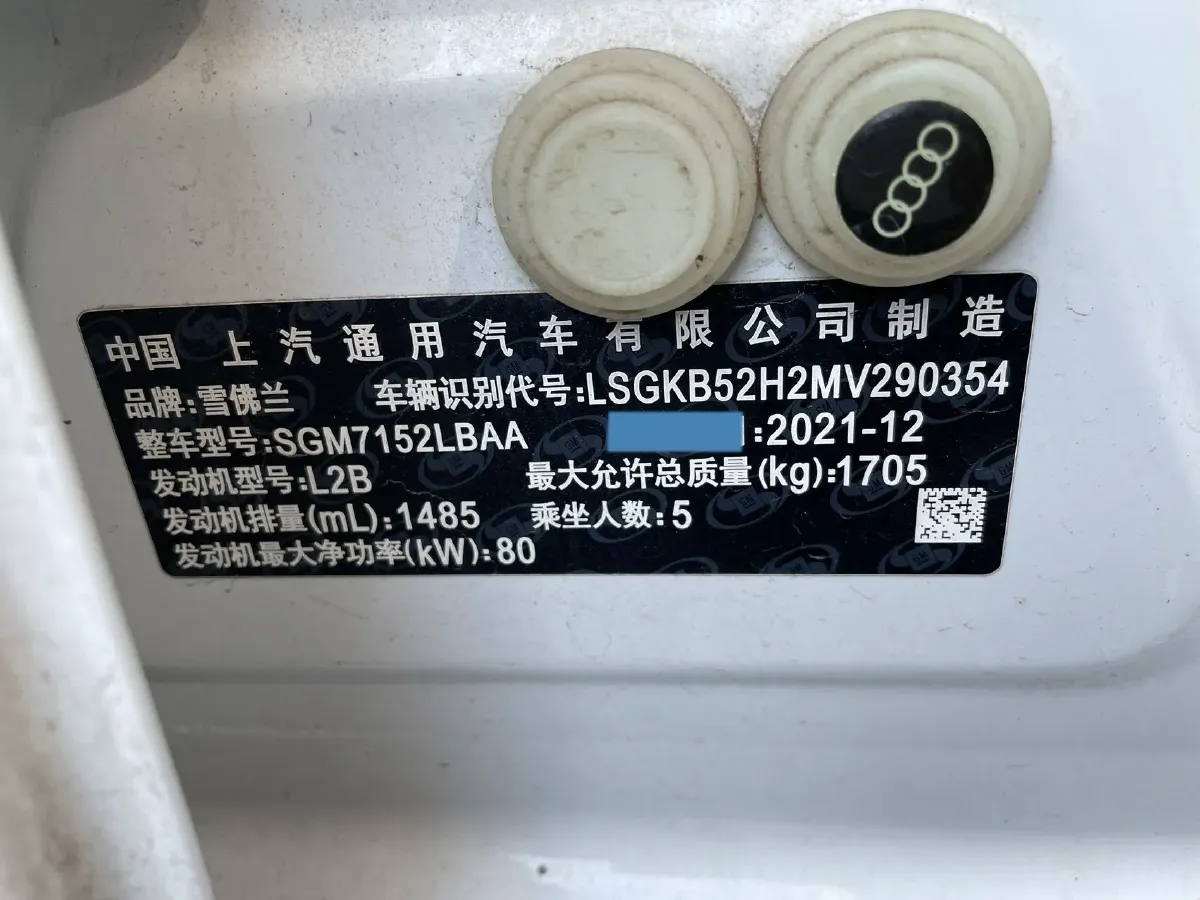 中国 上汽通用汽车有限公司制造
品牌:雪佛兰 车辆识别代号:LSGKB52H2MV290354
整车型号:SGM7152LBAA :2021-12
发动机型号:L2B 最大允许总质量(kg):1705
发动机排量(mL):1485 乘坐人数:5
发动机最大净功率(kW):80